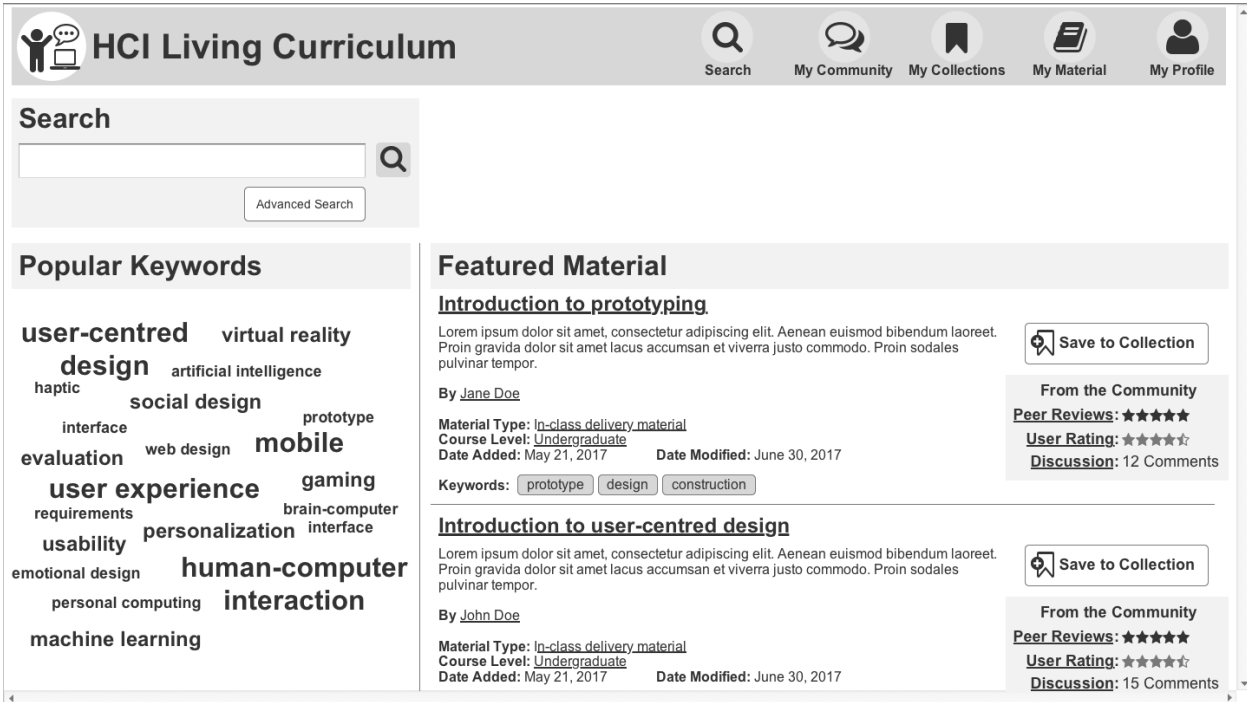 HCI Living Curriculum
Search
My Community
My Collections
My Material
My Profile
Search
Advanced Search
Popular Keywords
user-centred
design
virtual reality
artificial intelligence
haptic
social design
prototype
interface
web design
mobile
evaluation
gaming
user experience
requirements
brain-computer
interface
personalization
usability
human-computer
interaction
emotional design
personal computing
machine learning
Featured Material
Introduction to prototyping
Lorem ipsum dolor sit amet, consectetur adipiscing elit. Aenean euismod bibendum laoreet.
Proin gravida dolor sit amet lacus accumsan et viverra justo commodo. Proin sodales
pulvinar tempor.
By Jane Doe
Material Type: In-class delivery material
Course Level: Undergraduate
Date Added: May 21, 2017 Date Modified: June 30, 2017
Keywords: prototype design construction
Save to Collection
From the Community
Peer Reviews: ★★★★★
User Rating:
Discussion: 12 Comments
Introduction to user-centred design
Lorem ipsum dolor sit amet, consectetur adipiscing elit. Aenean euismod bibendum laoreet.
Proin gravida dolor sit amet lacus accumsan et viverra justo commodo. Proin sodales
pulvinar tempor.
By John Doe
Material Type: In-class delivery material
Course Level: Undergraduate
Date Added: May 21, 2017 Date Modified: June 30, 2017
Save to Collection
From the Community
Peer Reviews: ★★★★★
User Rating:
Discussion: 15 Comments